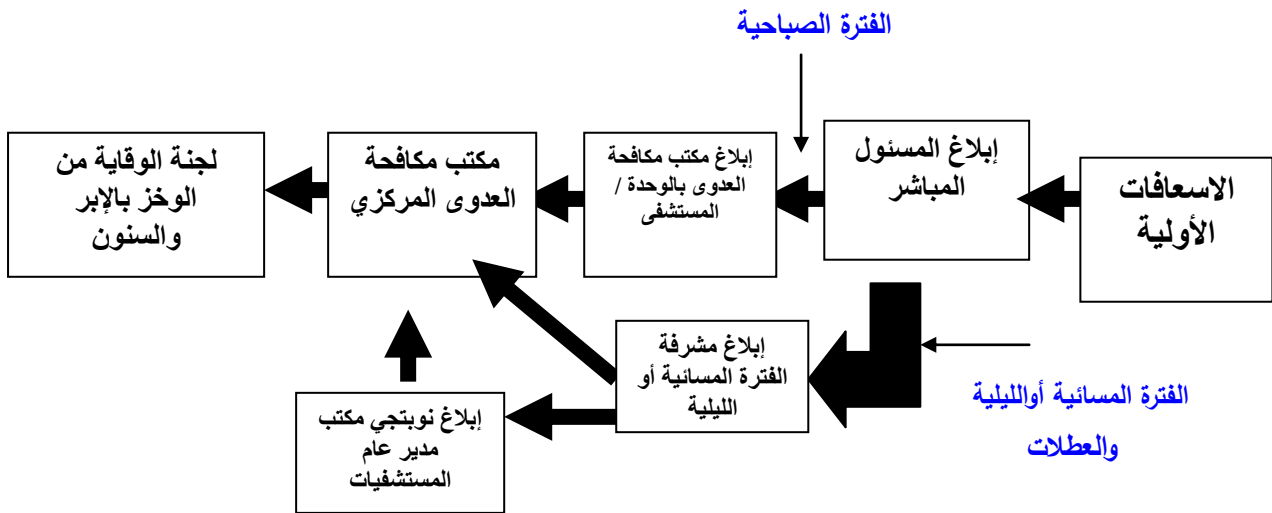 الفترة الصباحية
الاسعافات
الأولية
إبلاغ المسئول
المباشر
إبلاغ مكتب مكافحة
العدوى بالوحدة /
المستشفى
مكتب مكافحة
العدوى المركزي
لجنة الوقاية من
الوخز بالإبر
والسنون
إبلاغ مشرفة
الفترة المسائية أو
الليلية
الفترة المسائية أوالليلية
والعطلات
إبلاغ نوبتجي مكتب
مدير عام
المستشفيات